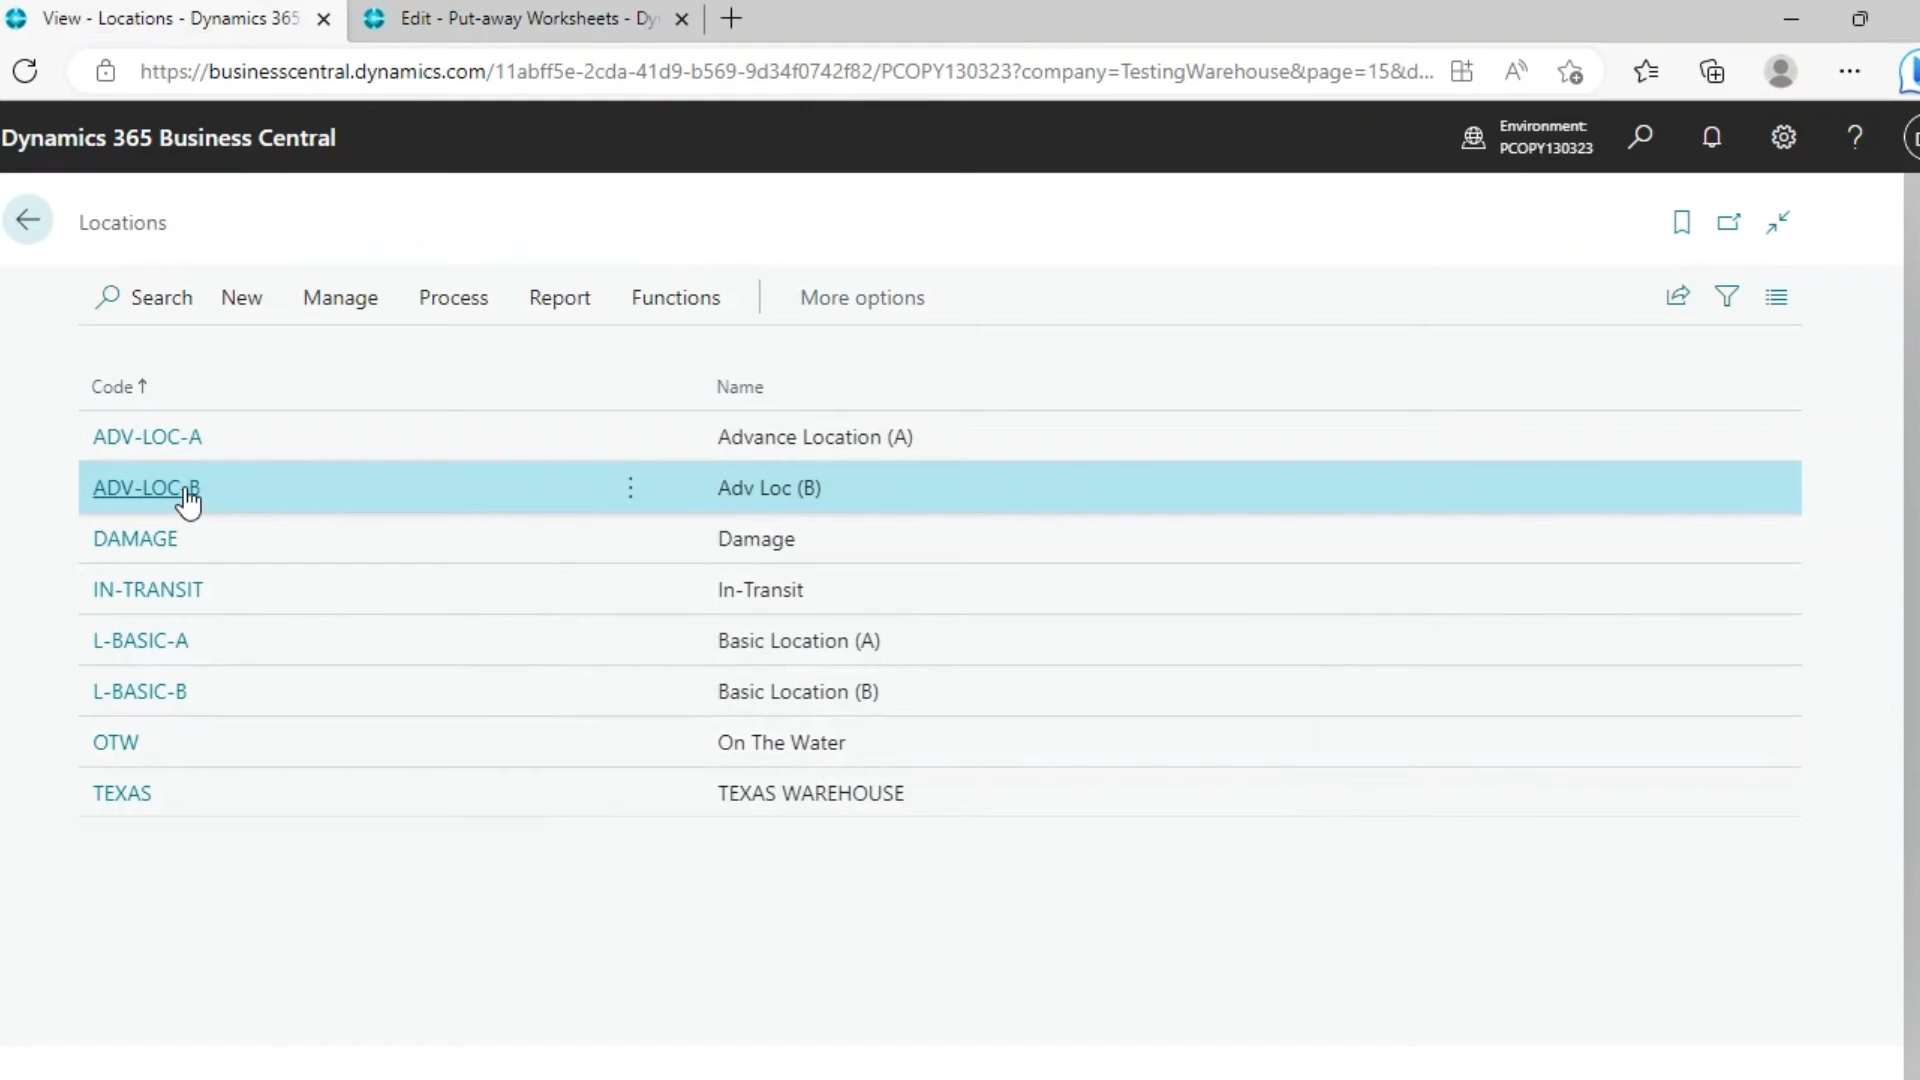 View - Locations - Dynamics 365
Edit - Put-away Worksheets - Dy
https://businesscentral.dynamics.com/11abff5e-2cda-41d9-b569-9d34f0742f82/PCOPY130323?company=TestingWarehouse&page=15&d...
Dynamics 365 Business Central
Environment:
PCOPY130323
Locations
Search New Manage Process Report Functions More options
Code↑ Name
ADV-LOC-A Advance Location (A)
ADV-LOC-B Adv Loc (B)
DAMAGE Damage
IN-TRANSIT In-Transit
L-BASIC-A Basic Location (A)
L-BASIC-B Basic Location (B)
OTW On The Water
TEXAS TEXAS WAREHOUSE